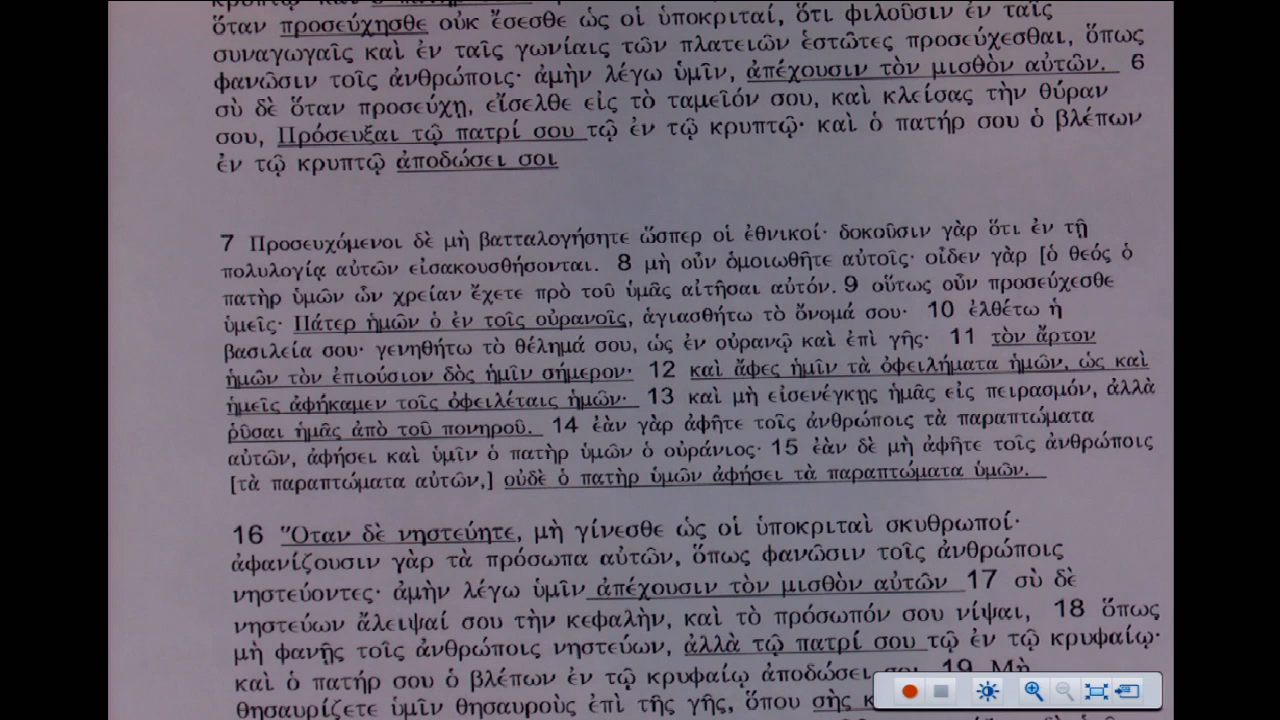 ὅταν προσεύχησθε οὐκ ἔσεσθε ὡς οἱ ὑποκριταί, ὅτι φιλοῦσιν ἐν ταῖς
συναγωγαῖς καὶ ἐν ταῖς γωνίαις τῶν πλατειῶν ἑστῶτες προσεύχεσθαι, ὅπως
φανῶσιν τοῖς ἀνθρώποις· ἀμὴν λέγω ὑμῖν, ἀπέχουσιν τὸν μισθὸν αὐτῶν. 6
σὺ δὲ ὅταν προσεύχῃ, εἴσελθε εἰς τὸ ταμεῖόν σου, καὶ κλείσας τὴν θύραν
σου, Πρόσευξαι τῷ πατρί σου τῷ ἐν τῷ κρυπτῷ· καὶ ὁ πατήρ σου ὁ βλέπων
ἐν τῷ κρυπτῷ ἀποδώσει σοι
7 Προσευχόμενοι δὲ μὴ βατταλογήσητε ὥσπερ οἱ ἐθνικοί· δοκοῦσιν γὰρ ὅτι ἐν τῇ
πολυλογίᾳ αὐτῶν εἰσακουσθήσονται. 8 μὴ οὖν ὁμοιωθῆτε αὐτοῖς· οἶδεν γὰρ [ὁ θεός ὁ
πατὴρ ὑμῶν ὧν χρείαν ἔχετε πρὸ τοῦ ὑμᾶς αἰτῆσαι αὐτόν. 9 οὕτως οὖν προσεύχεσθε
ὑμεῖς· Πάτερ ἡμῶν ὁ ἐν τοῖς οὐρανοῖς, ἁγιασθήτω τὸ ὄνομά σου· 10 ἐλθέτω ἡ
βασιλεία σου· γενηθήτω τὸ θέλημά σου, ὡς ἐν οὐρανῷ καὶ ἐπὶ γῆς· 11 τὸν ἄρτον
ἡμῶν τὸν ἐπιούσιον δὸς ἡμῖν σήμερον· 12 καὶ ἄφες ἡμῖν τὰ ὀφειλήματα ἡμῶν, ὡς καὶ
ἡμεῖς ἀφήκαμεν τοῖς ὀφειλέταις ἡμῶν· 13 καὶ μὴ εἰσενέγκῃς ἡμᾶς εἰς πειρασμόν, ἀλλὰ
ῥῦσαι ἡμᾶς ἀπὸ τοῦ πονηροῦ. 14 ἐὰν γὰρ ἀφῆτε τοῖς ἀνθρώποις τὰ παραπτώματα
αὐτῶν, ἀφήσει καὶ ὑμῖν ὁ πατὴρ ὑμῶν ὁ οὐράνιος· 15 ἐὰν δὲ μὴ ἀφῆτε τοῖς ἀνθρώποις
[τὰ παραπτώματα αὐτῶν,] οὐδὲ ὁ πατὴρ ὑμῶν ἀφήσει τὰ παραπτώματα ὑμῶν.
16 Ὅταν δὲ νηστεύητε, μὴ γίνεσθε ὡς οἱ ὑποκριταὶ σκυθρωποί·
ἀφανίζουσιν γὰρ τὰ πρόσωπα αὐτῶν, ὅπως φανῶσιν τοῖς ἀνθρώποις
νηστεύοντες· ἀμὴν λέγω ὑμῖν ἀπέχουσιν τὸν μισθὸν αὐτῶν 17 σὺ δὲ
νηστεύων ἄλειψαί σου τὴν κεφαλὴν, καὶ τὸ πρόσωπόν σου νίψαι, 18 ὅπως
μὴ φανῇς τοῖς ἀνθρώποις νηστεύων, ἀλλὰ τῷ πατρί σου τῷ ἐν τῷ κρυφαίῳ·
καὶ ὁ πατήρ σου ὁ βλέπων ἐν τῷ κρυφαίῳ ἀποδώσει σοι 19 Μὴ
θησαυρίζετε ὑμῖν θησαυροὺς ἐπὶ τῆς γῆς, ὅπου σὴς